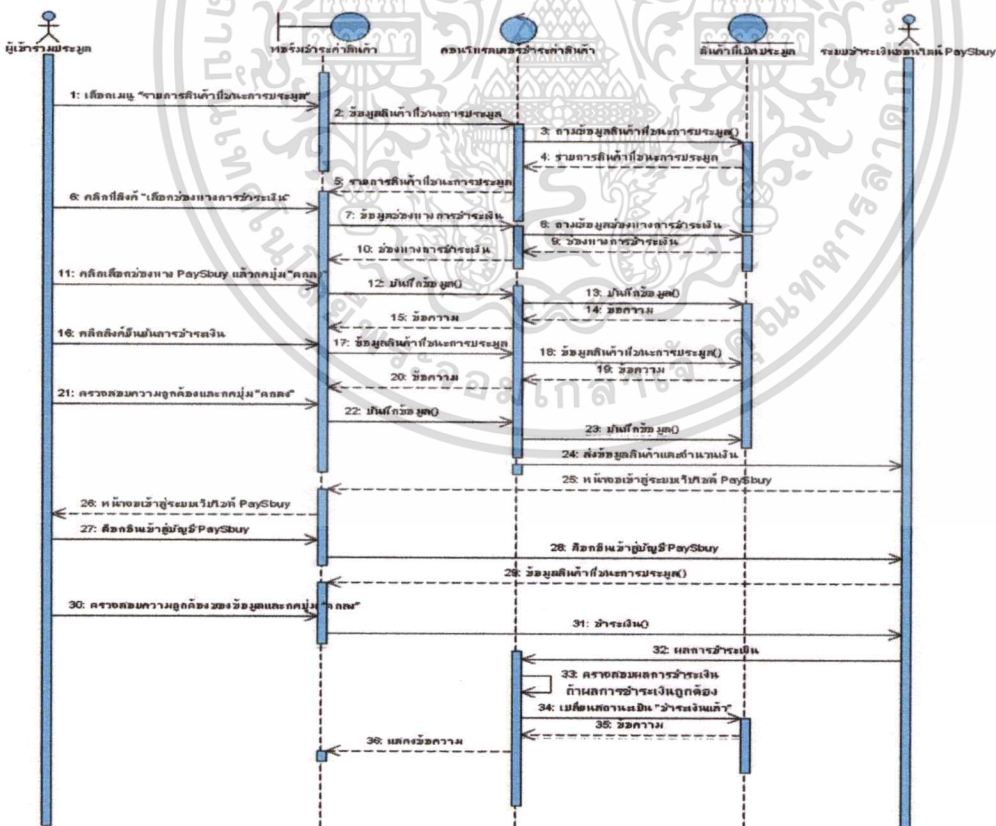 ผู้เข้าร่วมประมูล
ฟอร์มชำระค่าสินค้า
คอนโทรลเลอร์ชำระค่าสินค้า
สินค้าที่เปิดประมูล
ระบบชำระเงินออนไลน์ PaySbuy
1: เลือกเมนู "รายการสินค้าที่ชนะการประมูล"
2: ข้อมูลสินค้าที่ชนะการประมูล
3: ถามข้อมูลสินค้าที่ชนะการประมูล()
4: รายการสินค้าที่ชนะการประมูล
5: รายการสินค้าที่ชนะการประมูล
6: คลิกที่ลิงค์ "เลือกช่องทางการชำระเงิน"
7: ข้อมูลช่องทางการชำระเงิน
8: ถามข้อมูลช่องทางการชำระเงิน
9: ช่องทางการชำระเงิน
10: ช่องทางการชำระเงิน
11: คลิกเลือกช่องทาง PaySbuy แล้วกดปุ่ม "ตกลง"
12: บันทึกข้อมูล()
13: บันทึกข้อมูล()
14: ข้อความ
15: ข้อความ
16: คลิกลิงค์ยืนยันการชำระเงิน
17: ข้อมูลสินค้าที่ชนะการประมูล
18: ข้อมูลสินค้าที่ชนะการประมูล()
19: ข้อความ
20: ข้อความ
21: ตรวจสอบความถูกต้องและกดปุ่ม "ตกลง"
22: บันทึกข้อมูล()
23: บันทึกข้อมูล()
24: ส่งข้อมูลสินค้าและจำนวนเงิน
25: หน้าจอเข้าสู่ระบบเว็บไซต์ PaySbuy
26: หน้าจอเข้าสู่ระบบเว็บไซต์ PaySbuy
27: ล็อกอินเข้าสู่บัญชี PaySbuy
28: ล็อกอินเข้าสู่บัญชี PaySbuy
29: ข้อมูลสินค้าที่ชนะการประมูล()
30: ตรวจสอบความถูกต้องของข้อมูลและกดปุ่ม "ตกลง"
31: ชำระเงิน()
32: ผลการชำระเงิน
33: ตรวจสอบผลการชำระเงิน
ถ้าผลการชำระเงินถูกต้อง
34: เปลี่ยนสถานะเป็น "ชำระเงินแล้ว"
35: ข้อความ
36: แสดงข้อความ